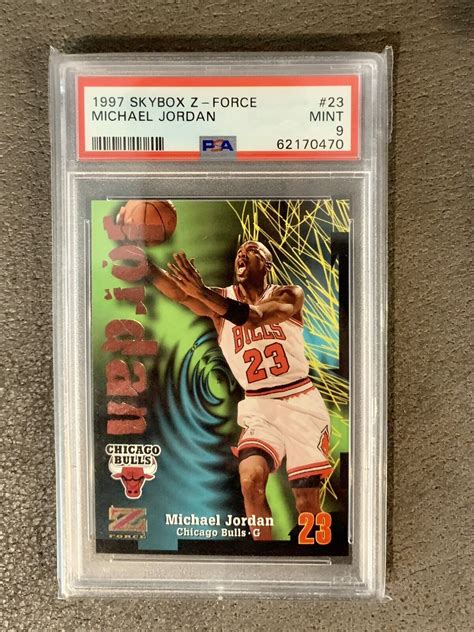 1997 SKYBOX Z-FORCE #23
MICHAEL JORDAN MINT
9
PSA 62170470
Jordan
BULLS
23
CHICAGO
BULLS
Z
FORCE
Michael Jordan
Chicago Bulls·G
23